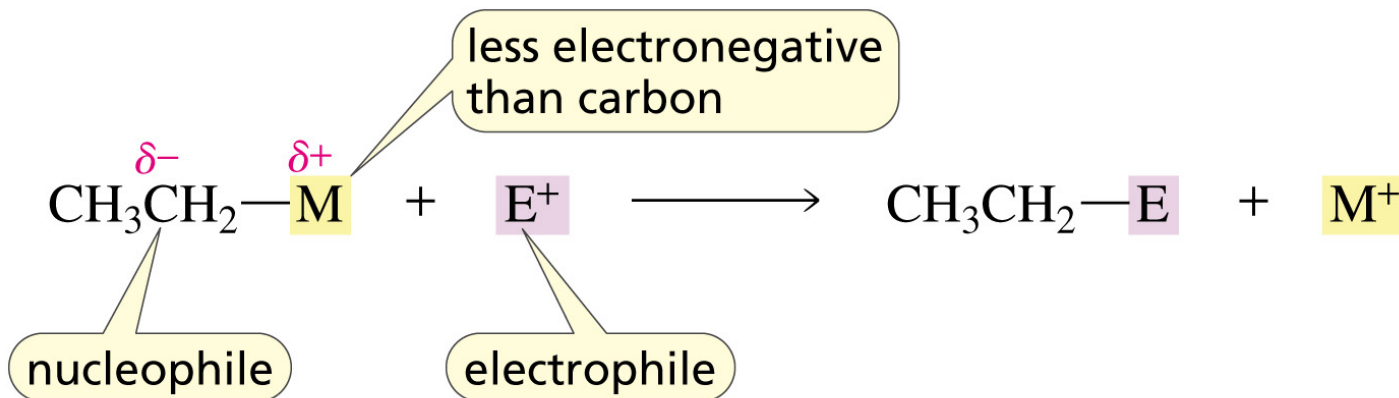 less electronegative
than carbon
δ− δ+
CH₃CH₂—M + E⁺ ⟶ CH₃CH₂—E + M⁺
nucleophile electrophile